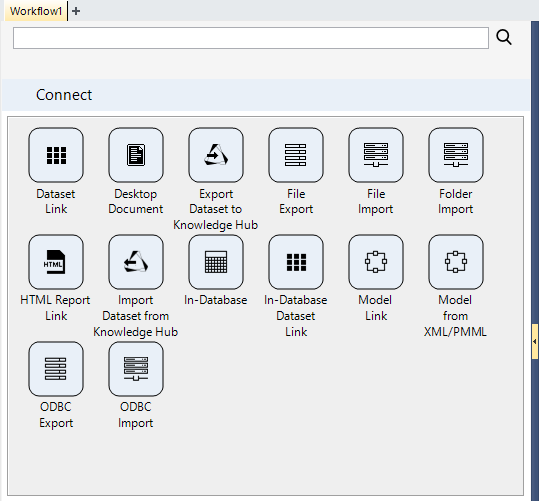 Workflow1 +
Connect
Dataset
Link
Desktop
Document
Export
Dataset to
Knowledge Hub
File
Export
File
Import
Folder
Import
HTML
HTML Report
Link
Import
Dataset from
Knowledge Hub
In-Database
In-Database
Dataset
Link
Model
Link
Model
from
XML/PMML
ODBC
Export
ODBC
Import